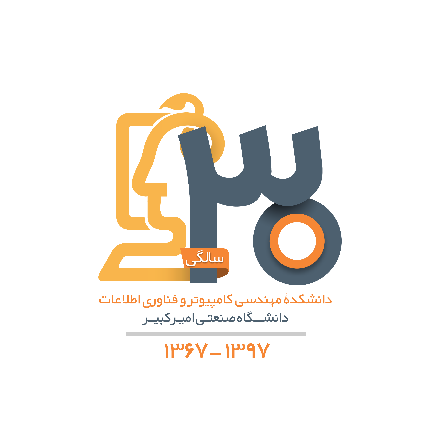 ۳۰
سالگی
دانشکده مهندسی کامپیوتر و فناوری اطلاعات
دانشگاه صنعتی امیرکبیر
۱۳۶۷ - ۱۳۹۷